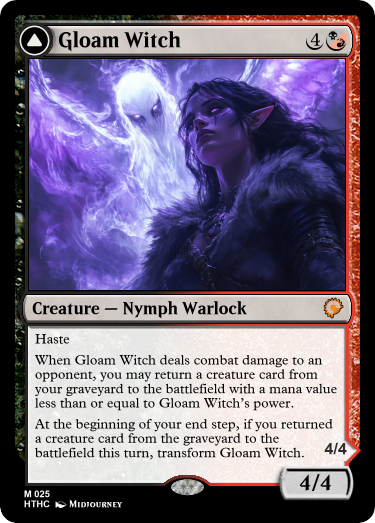 Gloam Witch 4
Creature — Nymph Warlock
Haste
When Gloam Witch deals combat damage to an
opponent, you may return a creature card from
your graveyard to the battlefield with a mana value
less than or equal to Gloam Witch's power.
At the beginning of your end step, if you returned
a creature card from the graveyard to the
battlefield this turn, transform Gloam Witch.
4/4
4/4
M 025
HTHC Midjourney